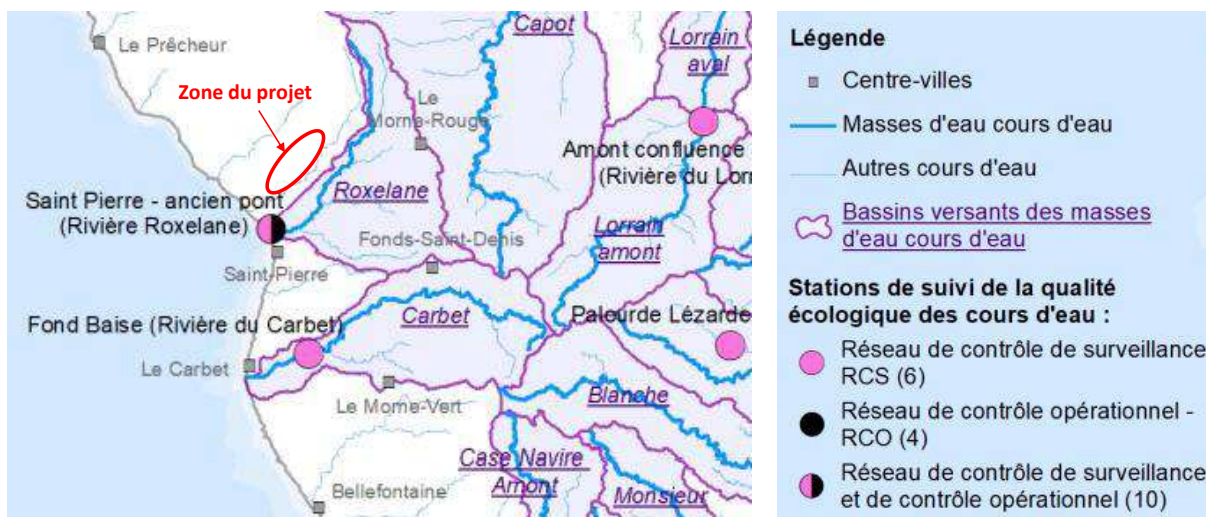 Le Prêcheur
Capot
Lorrain
aval
Zone du projet
Le
Morne-Rouge
Amont confluence
(Rivière du Lorr
Saint Pierre - ancien pont
(Rivière Roxelane)
Roxelane
Fonds-Saint-Denis
Lorrain
amont
Saint-Pierre
Fond Baise (Rivière du Carbet)
Carbet
Palourde Lézarde
Le Carbet
Le Morne-Vert
Blanche
Case Navire
Amont
Bellefontaine
Monsieur
Légende
Centre-villes
Masses d'eau cours d'eau
Autres cours d'eau
Bassins versants des masses
d'eau cours d'eau
Stations de suivi de la qualité
écologique des cours d'eau :
Réseau de contrôle de surveillance
RCS (6)
Réseau de contrôle opérationnel -
RCO (4)
Réseau de contrôle de surveillance
et de contrôle opérationnel (10)